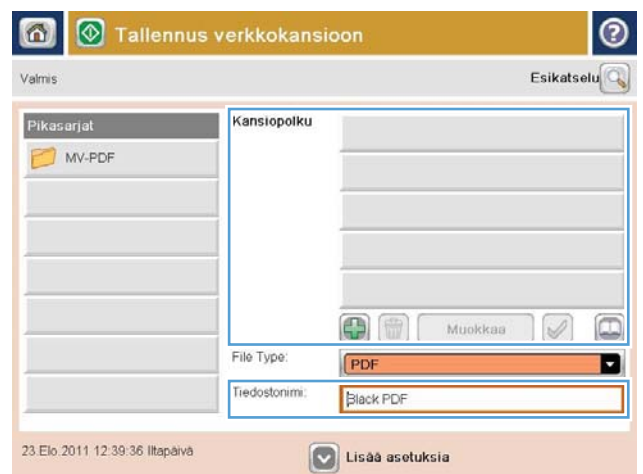 Tallennus verkkokansioon
Valmis
Esikatselu
Pikasarjat
MV-PDF
Kansiopolku
Muokkaa
File Type:
PDF
Tiedostonimi:
Black PDF
23.Elo.2011 12:39:36 Iltapäivä
Lisää asetuksia